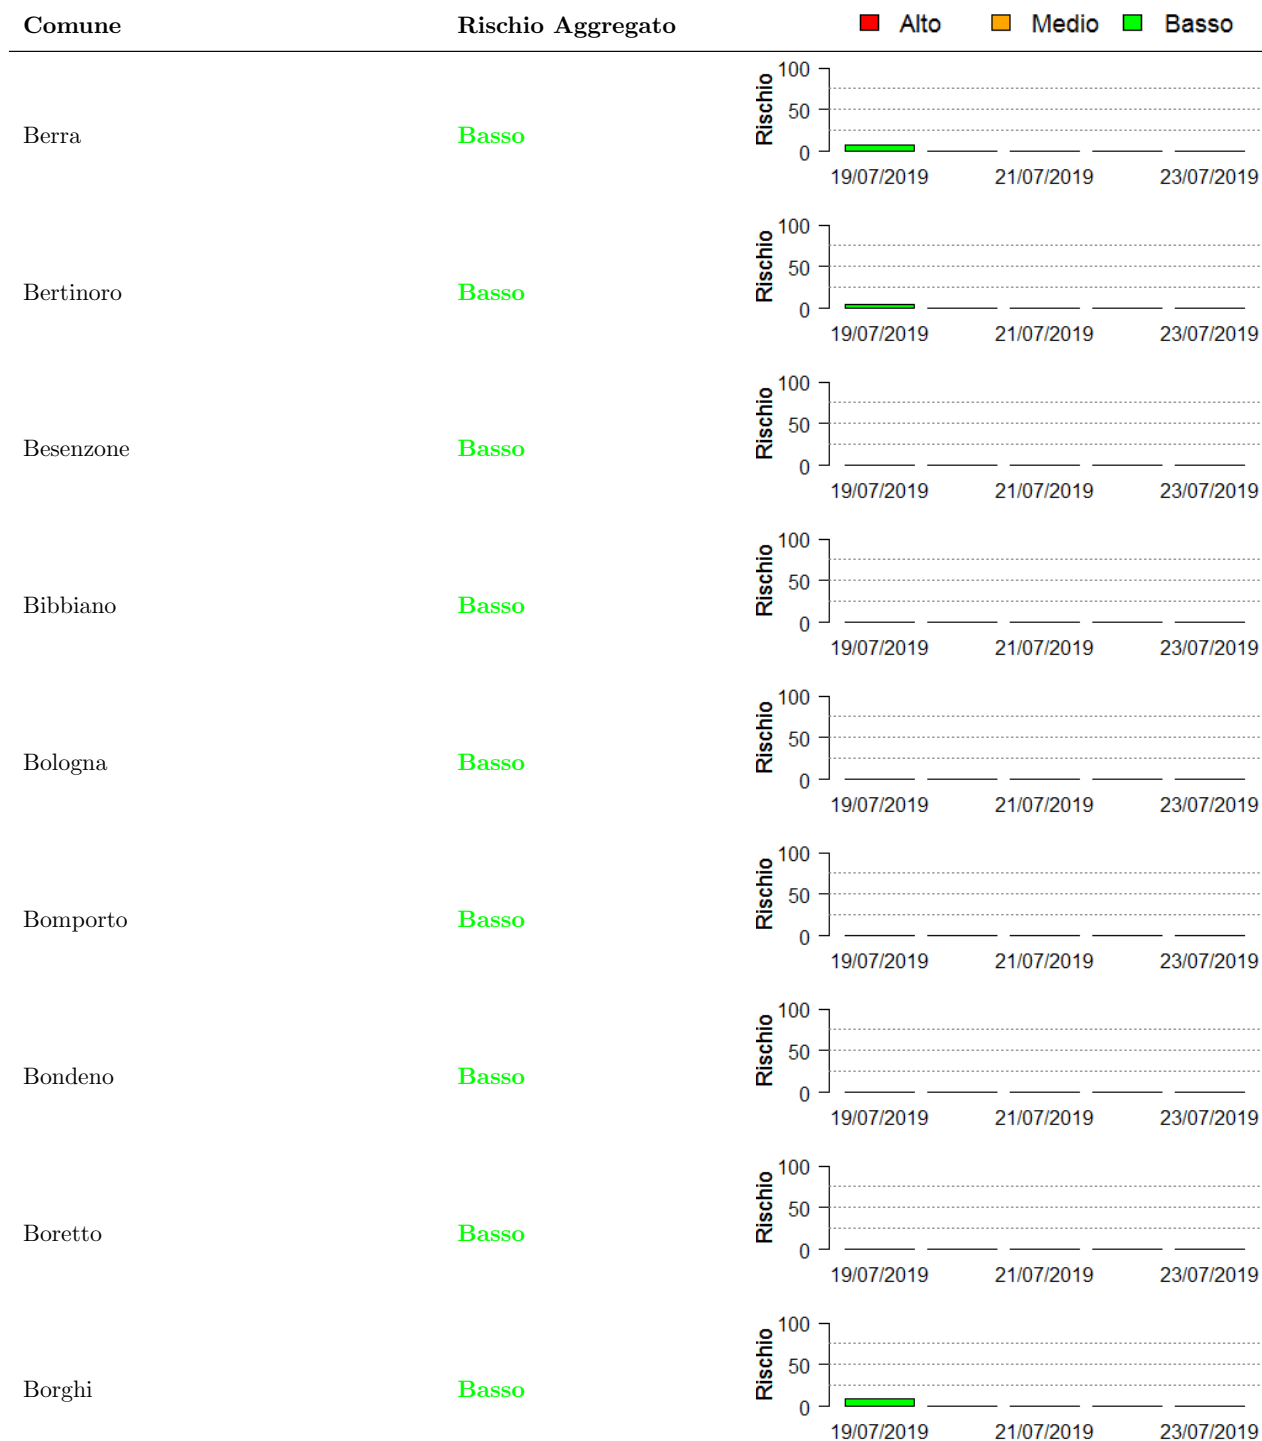 Comune Rischio Aggregato Alto Medio Basso
100
Rischio
50
Berra Basso
0
19/07/2019 21/07/2019 23/07/2019
100
Rischio
50
Bertinoro Basso
0
19/07/2019 21/07/2019 23/07/2019
100
Rischio
50
Besenzone Basso
0
19/07/2019 21/07/2019 23/07/2019
100
Rischio
50
Bibbiano Basso
0
19/07/2019 21/07/2019 23/07/2019
100
Rischio
50
Bologna Basso
0
19/07/2019 21/07/2019 23/07/2019
100
Rischio
50
Bomporto Basso
0
19/07/2019 21/07/2019 23/07/2019
100
Rischio
50
Bondeno Basso
0
19/07/2019 21/07/2019 23/07/2019
100
Rischio
50
Boretto Basso
0
19/07/2019 21/07/2019 23/07/2019
100
Rischio
50
Borghi Basso
0
19/07/2019 21/07/2019 23/07/2019